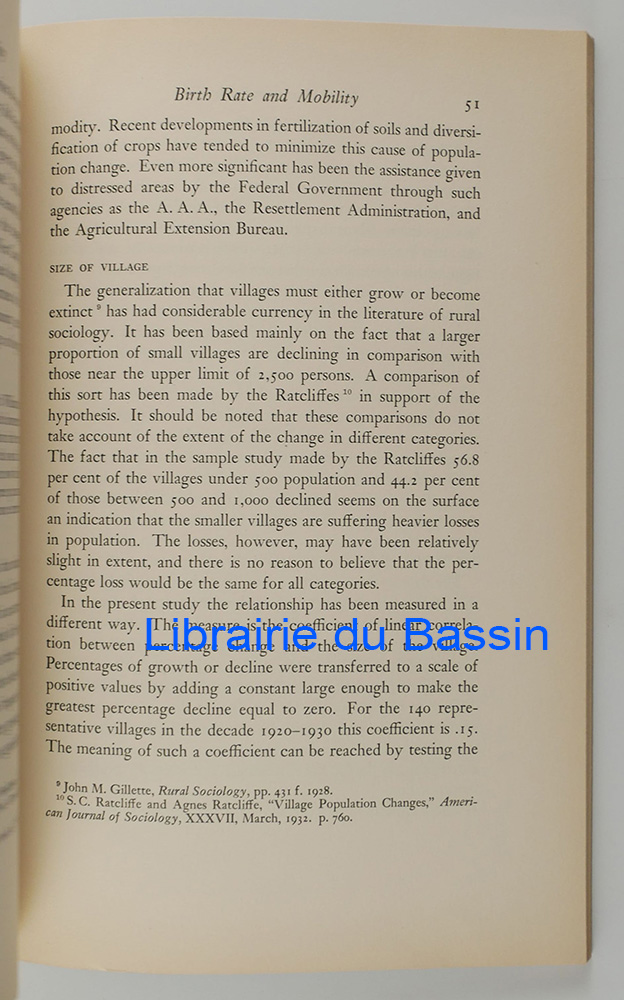 Birth Rate and Mobility 51
modity. Recent developments in fertilization of soils and diversi-
fication of crops have tended to minimize this cause of popula-
tion change. Even more significant has been the assistance given
to distressed areas by the Federal Government through such
agencies as the A. A. A., the Resettlement Administration, and
the Agricultural Extension Bureau.
SIZE OF VILLAGE
The generalization that villages must either grow or become
extinct ⁹ has had considerable currency in the literature of rural
sociology. It has been based mainly on the fact that a larger
proportion of small villages are declining in comparison with
those near the upper limit of 2,500 persons. A comparison of
this sort has been made by the Ratcliffes ¹⁰ in support of the
hypothesis. It should be noted that these comparisons do not
take account of the extent of the change in different categories.
The fact that in the sample study made by the Ratcliffes 56.8
per cent of the villages under 500 population and 44.2 per cent
of those between 500 and 1,000 declined seems on the surface
an indication that the smaller villages are suffering heavier losses
in population. The losses, however, may have been relatively
slight in extent, and there is no reason to believe that the per-
centage loss would be the same for all categories.
In the present study the relationship has been measured in a
different way. The measure is the coefficient of linear correla-
tion between percentage change and the size of the village.
Librairie du Bassin
Percentages of growth or decline were transferred to a scale of
positive values by adding a constant large enough to make the
greatest percentage decline equal to zero. For the 140 repre-
sentative villages in the decade 1920–1930 this coefficient is .15.
The meaning of such a coefficient can be reached by testing the
⁹ John M. Gillette, Rural Sociology, pp. 431 f. 1928.
¹⁰ S. C. Ratcliffe and Agnes Ratcliffe, "Village Population Changes," Ameri-
can Journal of Sociology, XXXVII, March, 1932. p. 760.